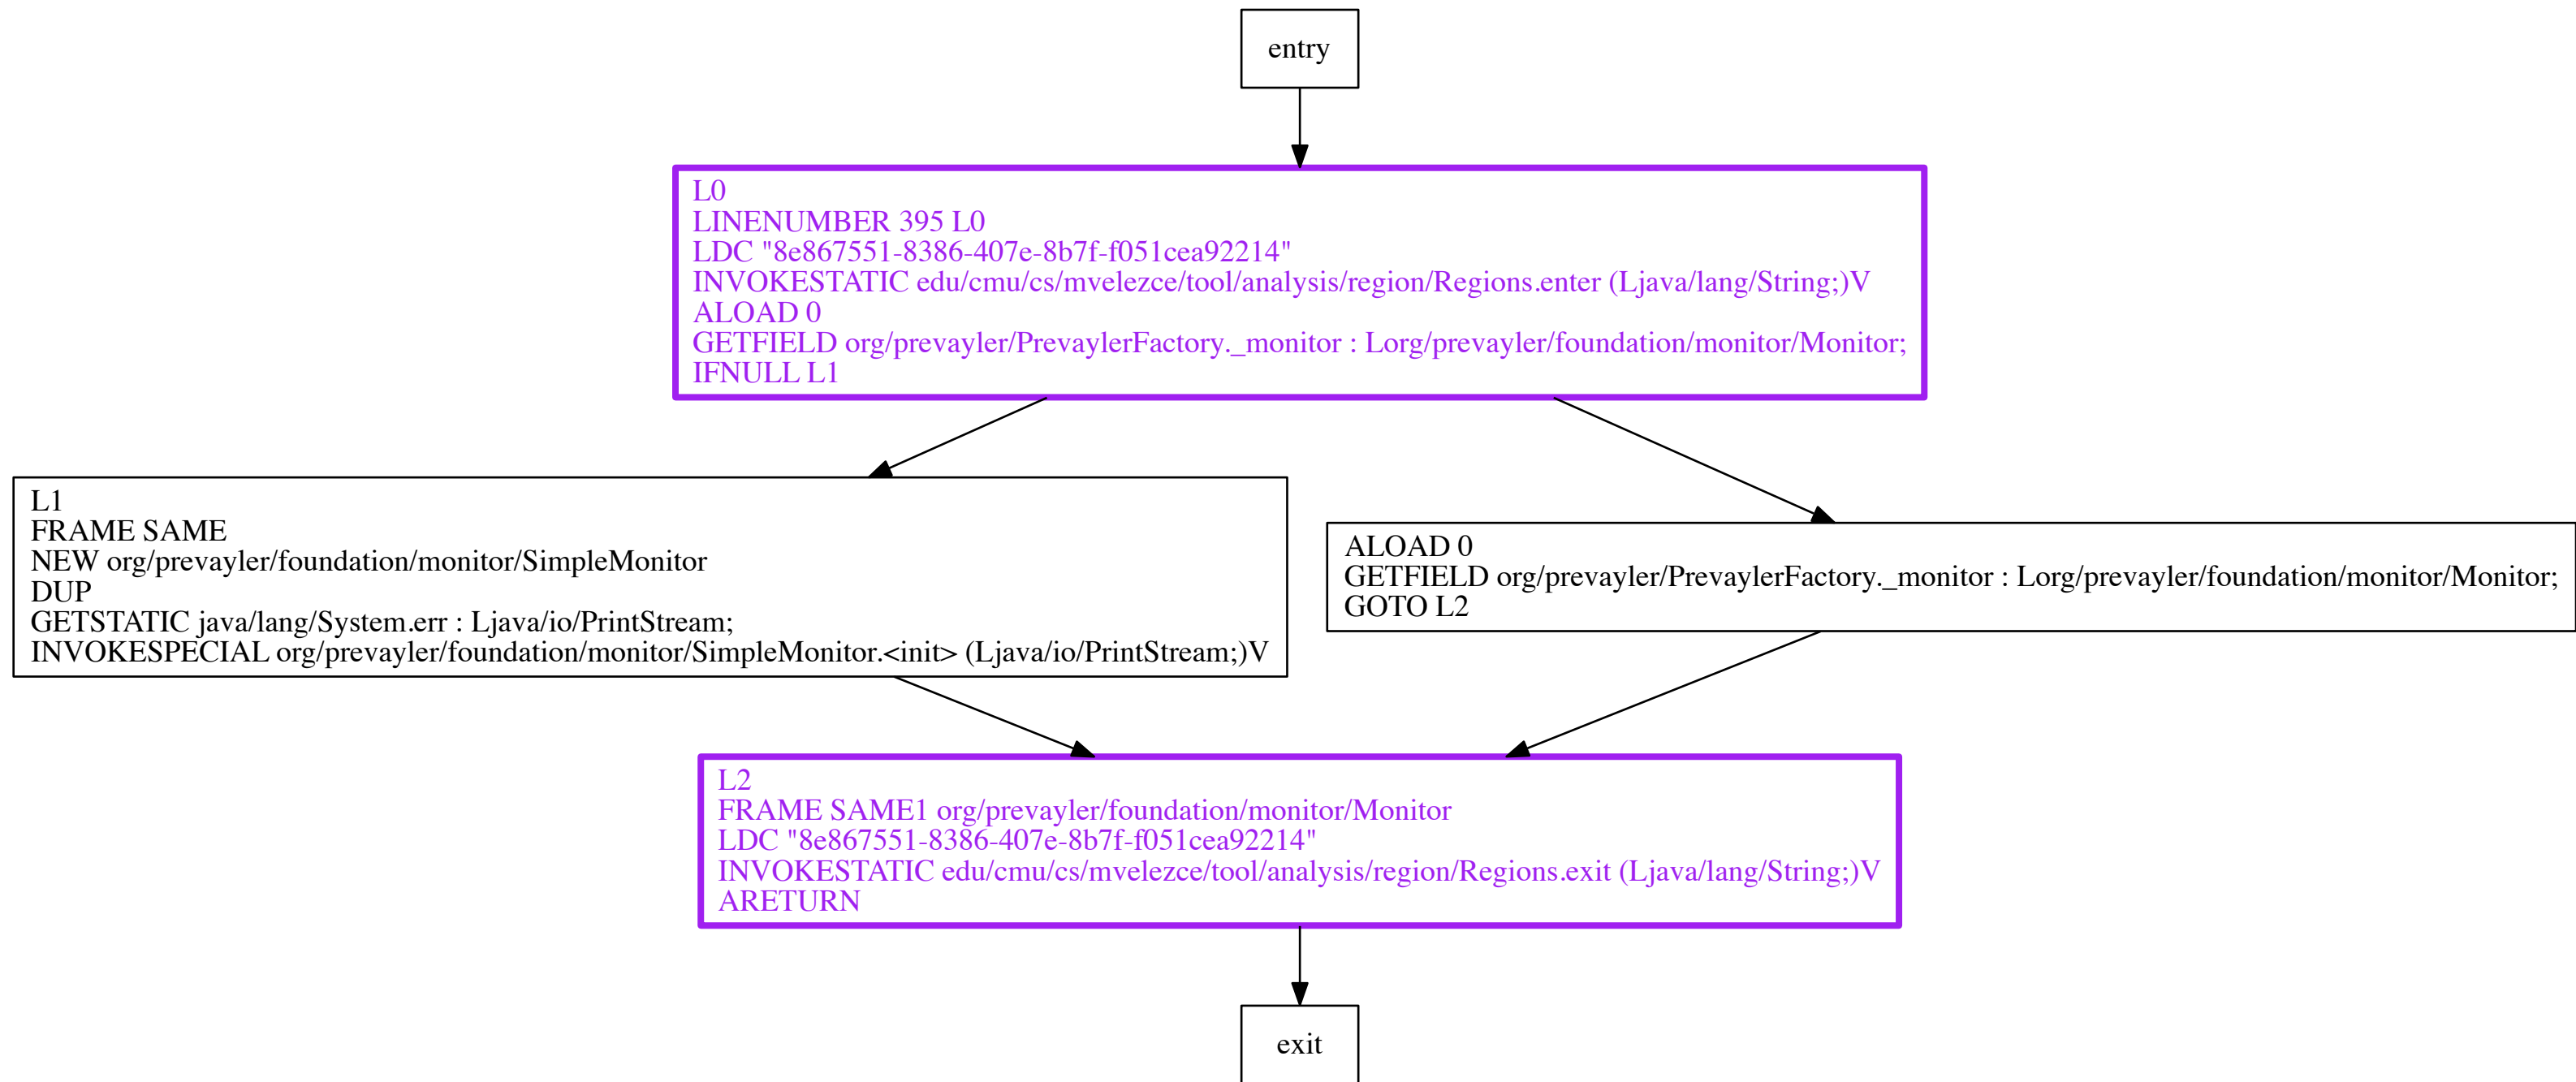 entry
L0
LINENUMBER 395 L0
LDC "8e867551-8386-407e-8b7f-f051cea92214"
INVOKESTATIC edu/cmu/cs/mvelezce/tool/analysis/region/Regions.enter (Ljava/lang/String;)V
ALOAD 0
GETFIELD org/prevayler/PrevaylerFactory._monitor : Lorg/prevayler/foundation/monitor/Monitor;
IFNULL L1
L1
FRAME SAME
NEW org/prevayler/foundation/monitor/SimpleMonitor
DUP
GETSTATIC java/lang/System.err : Ljava/io/PrintStream;
INVOKESPECIAL org/prevayler/foundation/monitor/SimpleMonitor.<init> (Ljava/io/PrintStream;)V
ALOAD 0
GETFIELD org/prevayler/PrevaylerFactory._monitor : Lorg/prevayler/foundation/monitor/Monitor;
GOTO L2
L2
FRAME SAME1 org/prevayler/foundation/monitor/Monitor
LDC "8e867551-8386-407e-8b7f-f051cea92214"
INVOKESTATIC edu/cmu/cs/mvelezce/tool/analysis/region/Regions.exit (Ljava/lang/String;)V
ARETURN
exit